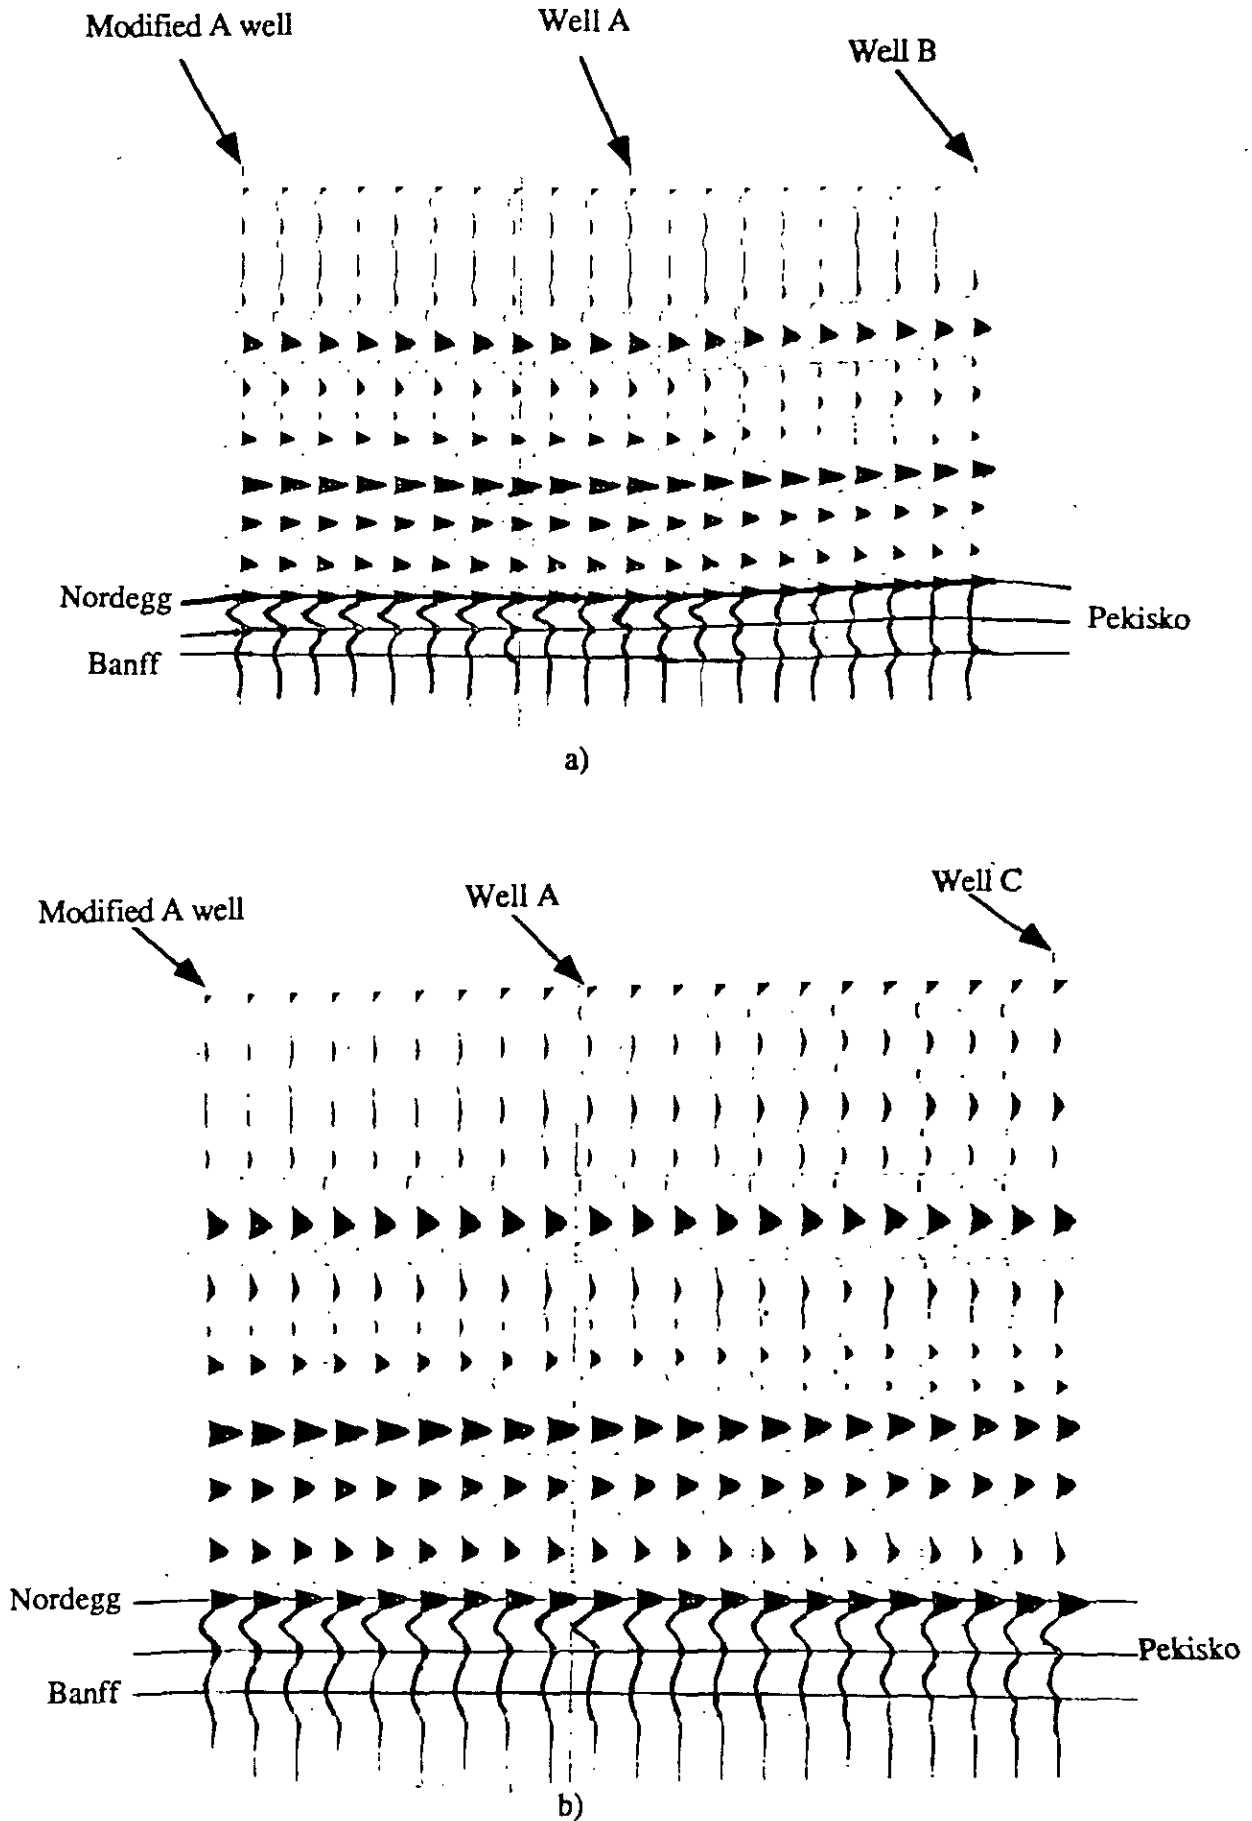 Modified A well
Well A
Well B
Nordegg
Pekisko
Banff
a)
Modified A well
Well A
Well C
Nordegg
Pekisko
Banff
b)